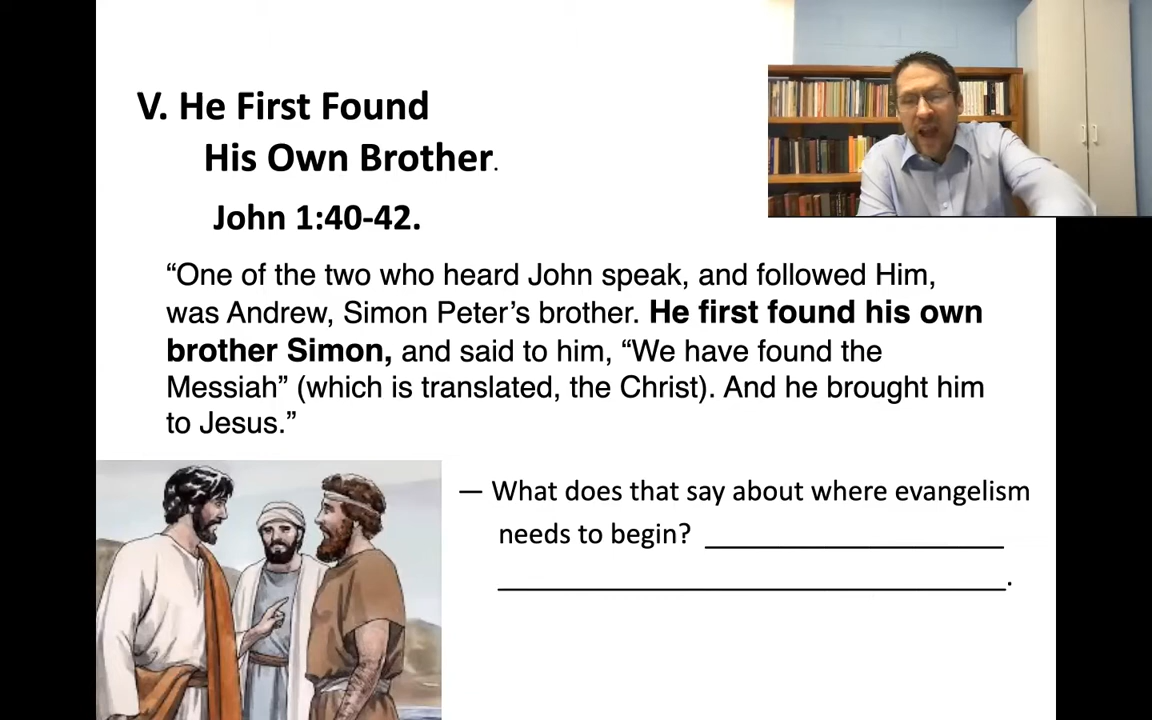 V. He First Found
His Own Brother.
John 1:40-42.
“One of the two who heard John speak, and followed Him,
was Andrew, Simon Peter’s brother. He first found his own
brother Simon, and said to him, “We have found the
Messiah” (which is translated, the Christ). And he brought him
to Jesus.”
— What does that say about where evangelism
needs to begin? ____________________
__________________________________.